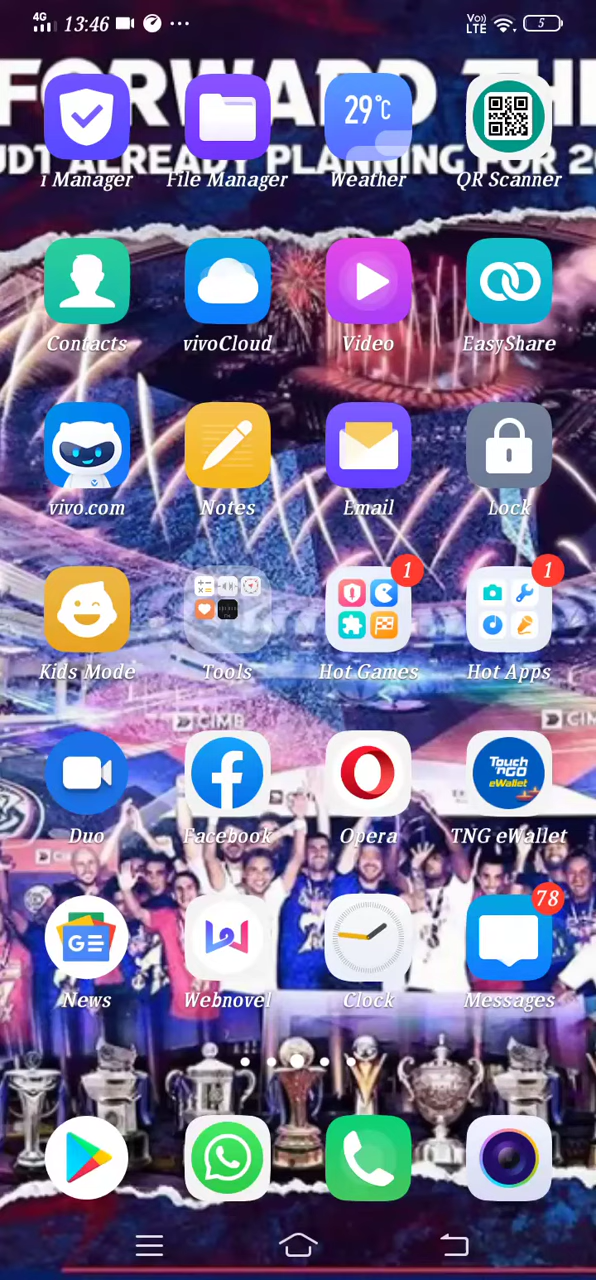 4G 13:46 ... Vo)) LTE 5
FORWARD THE
UDT ALREADY PLANNING FOR 20
29°C
i Manager File Manager Weather QR Scanner
Contacts vivoCloud Video EasyShare
vivo.com Notes Email Lock
1 1
Kids Mode Tools Hot Games Hot Apps
CIMB CIM
Touch
'n GO
eWallet
Duo Facebook Opera TNG eWallet
GE 78
News Webnovel Clock Messages